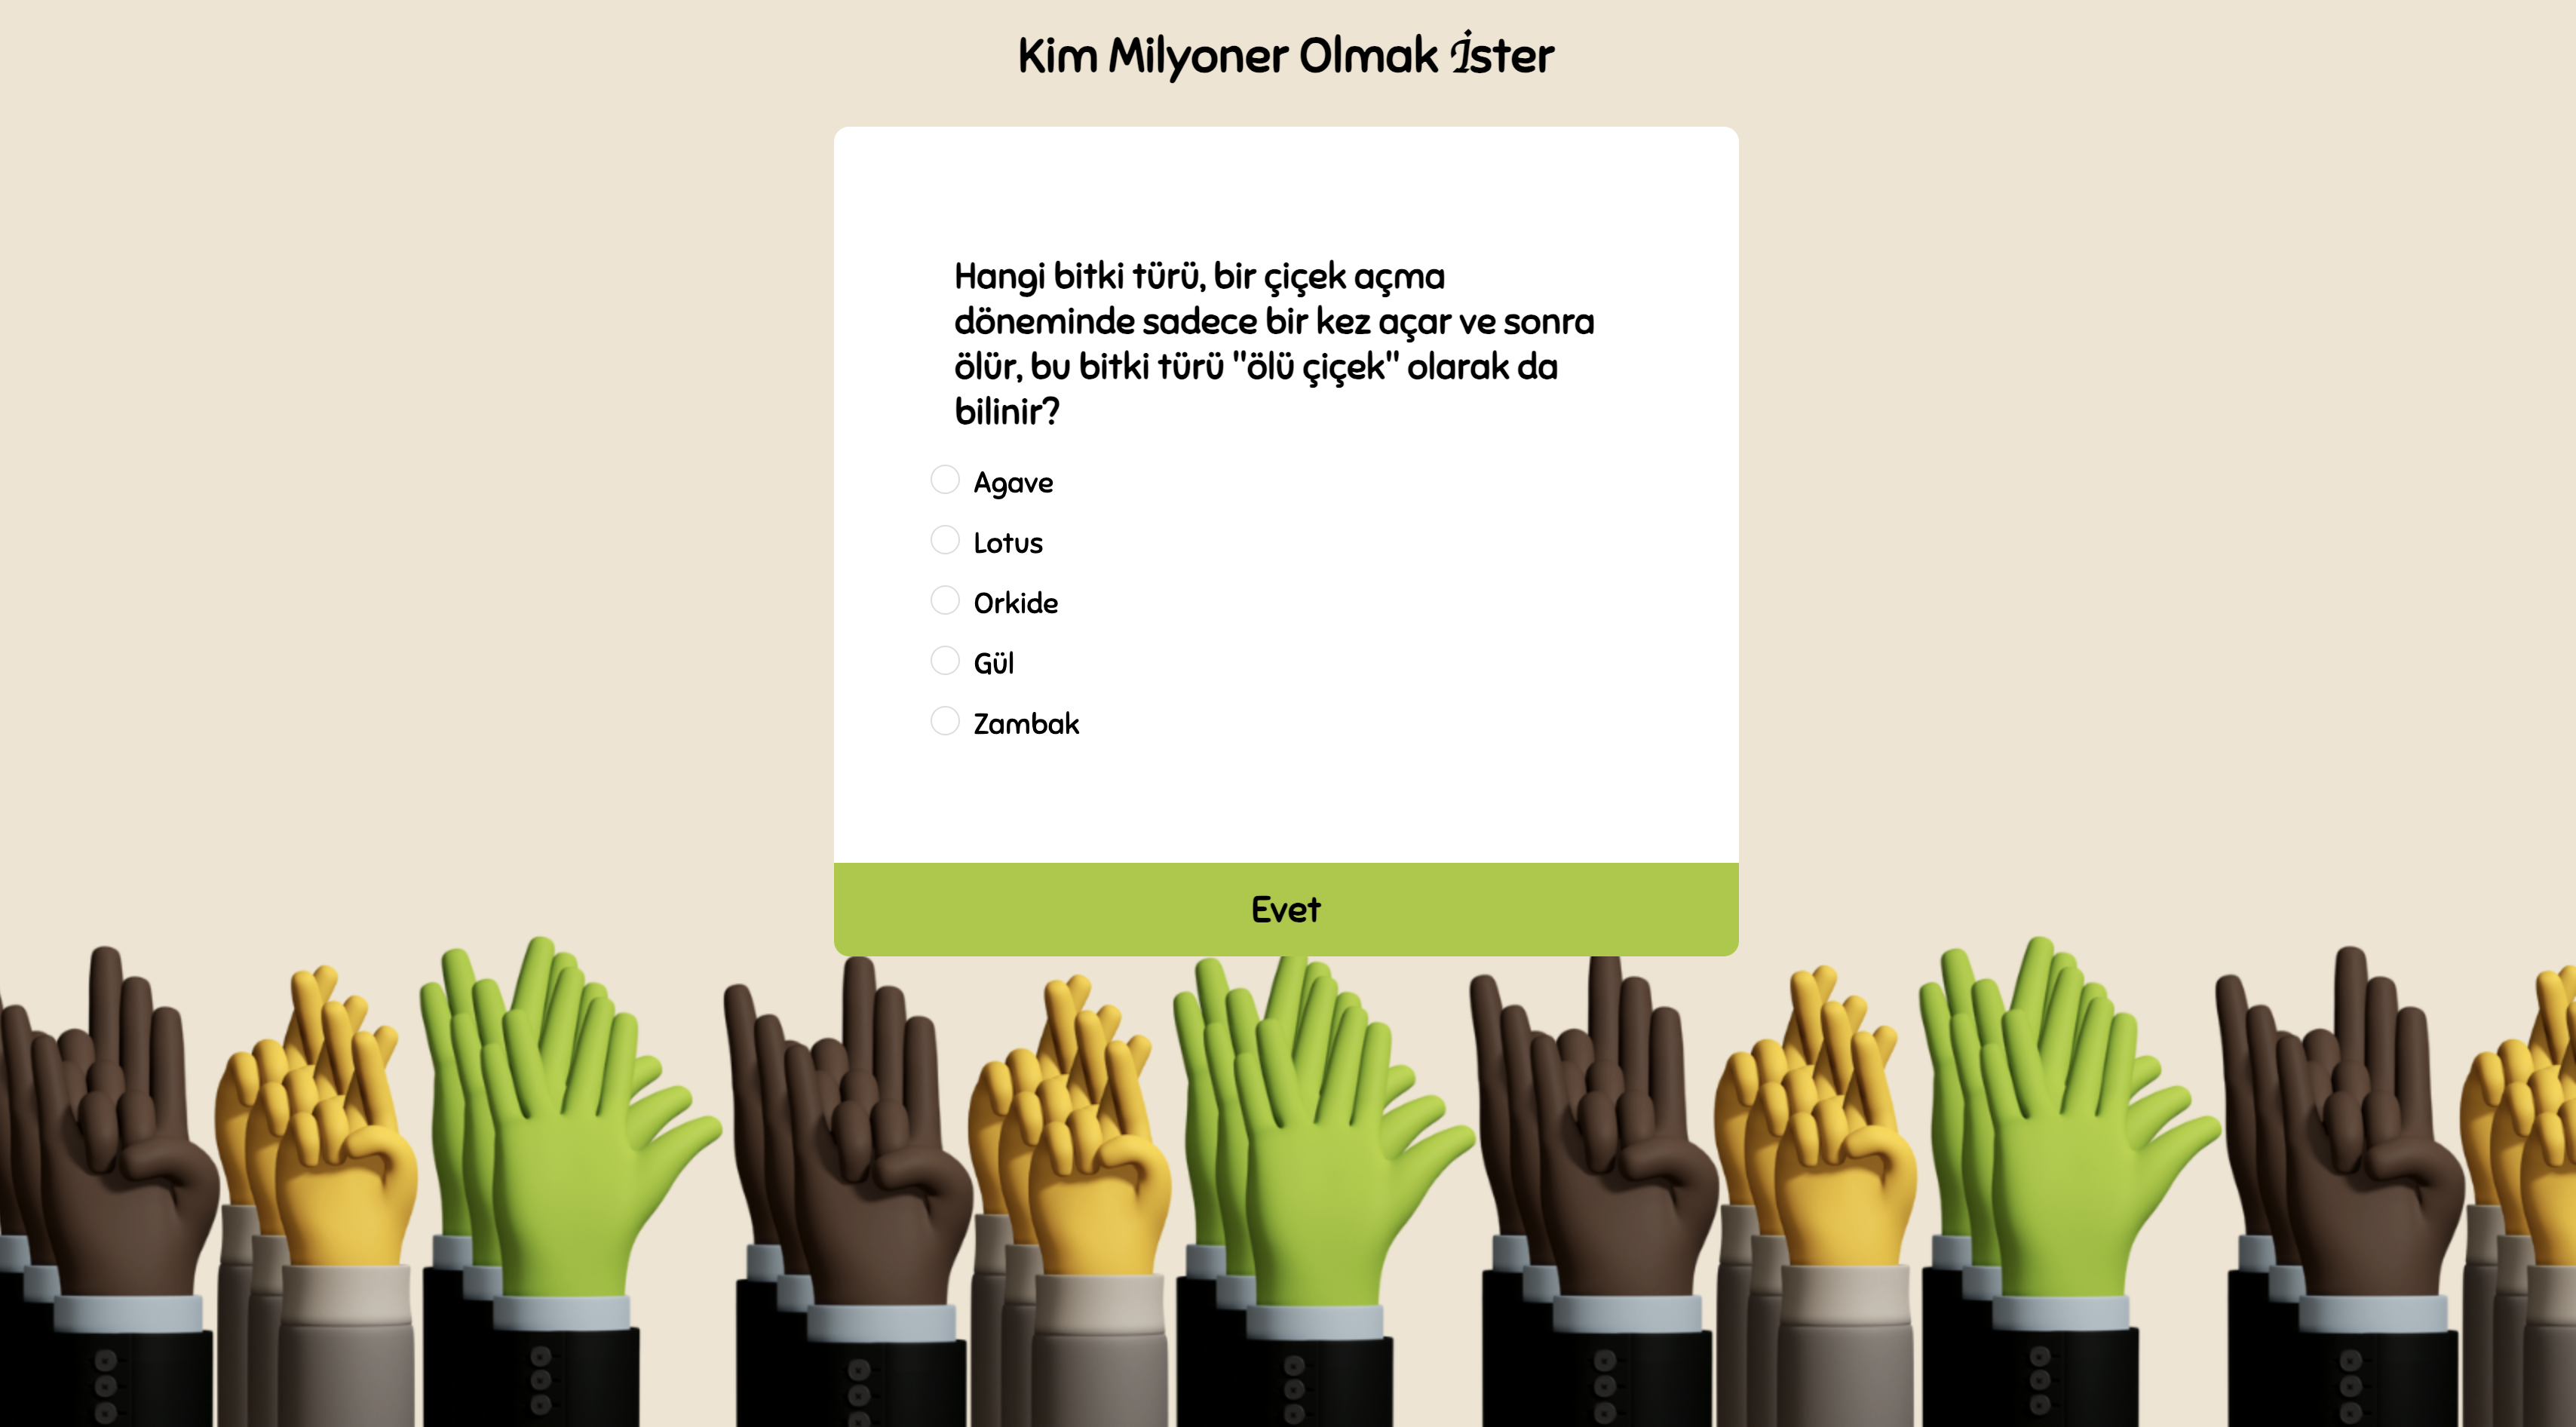 Kim Milyoner Olmak İster
Hangi bitki türü, bir çiçek açma
döneminde sadece bir kez açar ve sonra
ölür, bu bitki türü "ölü çiçek" olarak da
bilinir?
Agave
Lotus
Orkide
Gül
Zambak
Evet